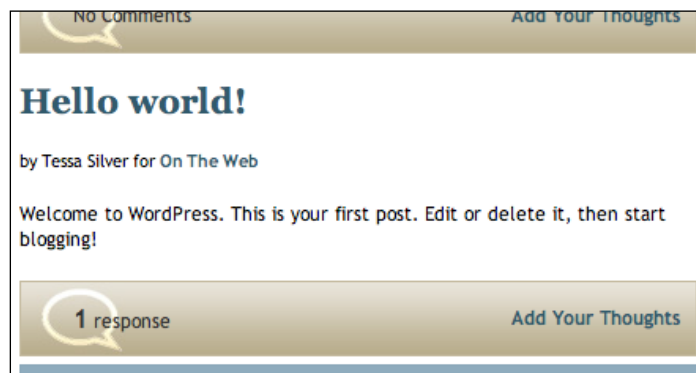 No Comments Add Your Thoughts
Hello world!
by Tessa Silver for On The Web
Welcome to WordPress. This is your first post. Edit or delete it, then start
blogging!
1 response Add Your Thoughts